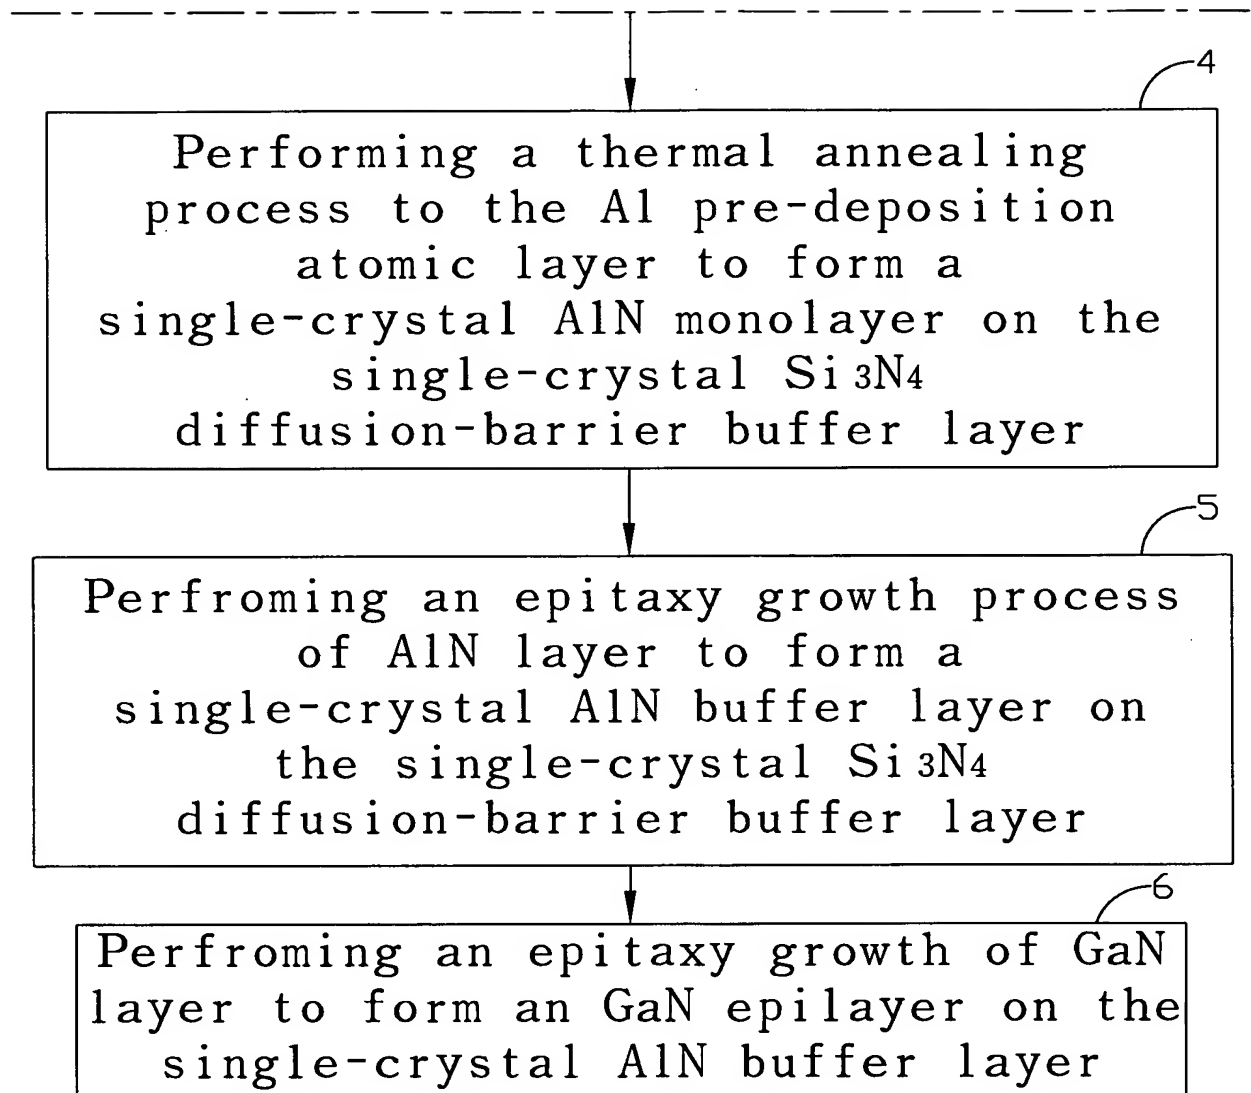 4
Performing a thermal annealing
process to the Al pre-deposition
atomic layer to form a
single-crystal AlN monolayer on the
single-crystal Si3N4
diffusion-barrier buffer layer
5
Perfroming an epitaxy growth process
of AlN layer to form a
single-crystal AlN buffer layer on
the single-crystal Si3N4
diffusion-barrier buffer layer
6
Perfroming an epitaxy growth of GaN
layer to form an GaN epilayer on the
single-crystal AlN buffer layer